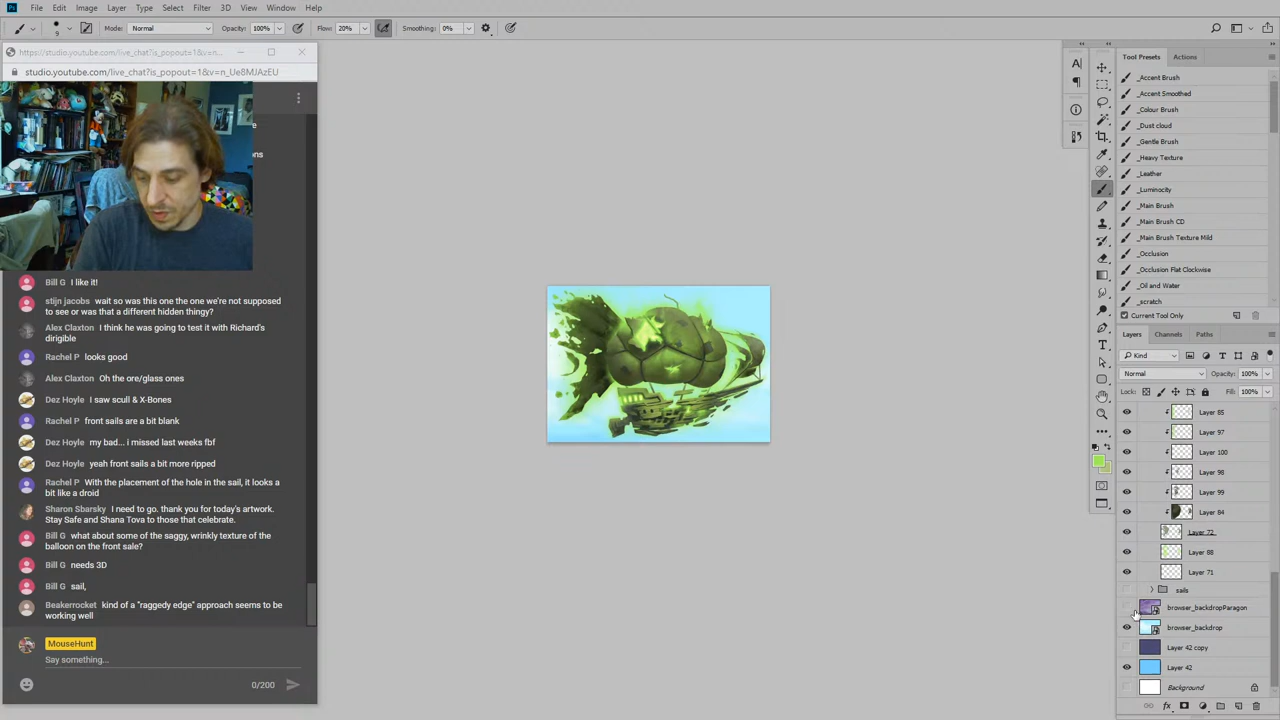 Ps File Edit Image Layer Type Select Filter 3D View Window Help
9 Mode: Normal Opacity: 100% Flow: 20% Smoothing: 0%
https://studio.youtube.com/live_chat?is_popout=1&v=n_...
studio.youtube.com/live_chat?is_popout=1&v=n_Ue8MJAzEU
Bill G I like it!
stijn jacobs wait so was this one the one we're not supposed
to see or was that a different hidden thingy?
Alex Claxton I think he was going to test it with Richard's
dirigible
Rachel P looks good
Alex Claxton Oh the ore/glass ones
Dez Hoyle I saw scull & X-Bones
Rachel P front sails are a bit blank
Dez Hoyle my bad... i missed last weeks fbf
Dez Hoyle yeah front sails a bit more ripped
Rachel P With the placement of the hole in the sail, it looks a
bit like a droid
Sharon Sbarsky I need to go. thank you for today's artwork.
Stay Safe and Shana Tova to those that celebrate.
Bill G what about some of the saggy, wrinkly texture of the
balloon on the front sale?
Bill G needs 3D
Bill G sail,
Beakerrocket kind of a "raggedy edge" approach seems to be
working well
MouseHunt
Say something...
0/200
Tool Presets Actions
_Accent Brush
_Accent Smoothed
_Colour Brush
_Dust cloud
_Gentle Brush
_Heavy Texture
_Leather
_Luminocity
_Main Brush
_Main Brush CD
_Main Brush Texture Mild
_Occlusion
_Occlusion Flat Clockwise
_Oil and Water
_scratch
Current Tool Only
Layers Channels Paths
Kind
Normal Opacity: 100%
Lock: Fill: 100%
Layer 85
Layer 97
Layer 100
Layer 98
Layer 99
Layer 84
Layer 72
Layer 88
Layer 71
sails
browser_backdropParagon
browser_backdrop
Layer 42 copy
Layer 42
Background